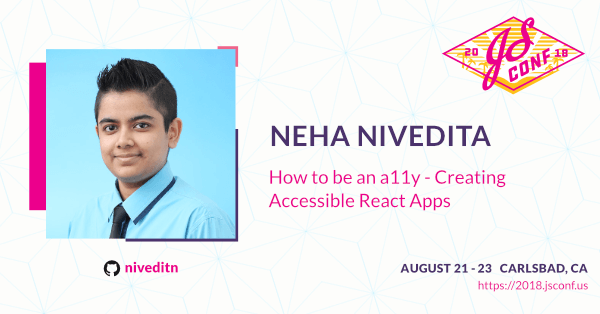 20 JS 18
CONF
NEHA NIVEDITA
How to be an a11y - Creating
Accessible React Apps
niveditn
AUGUST 21 - 23 CARLSBAD, CA
https://2018.jsconf.us